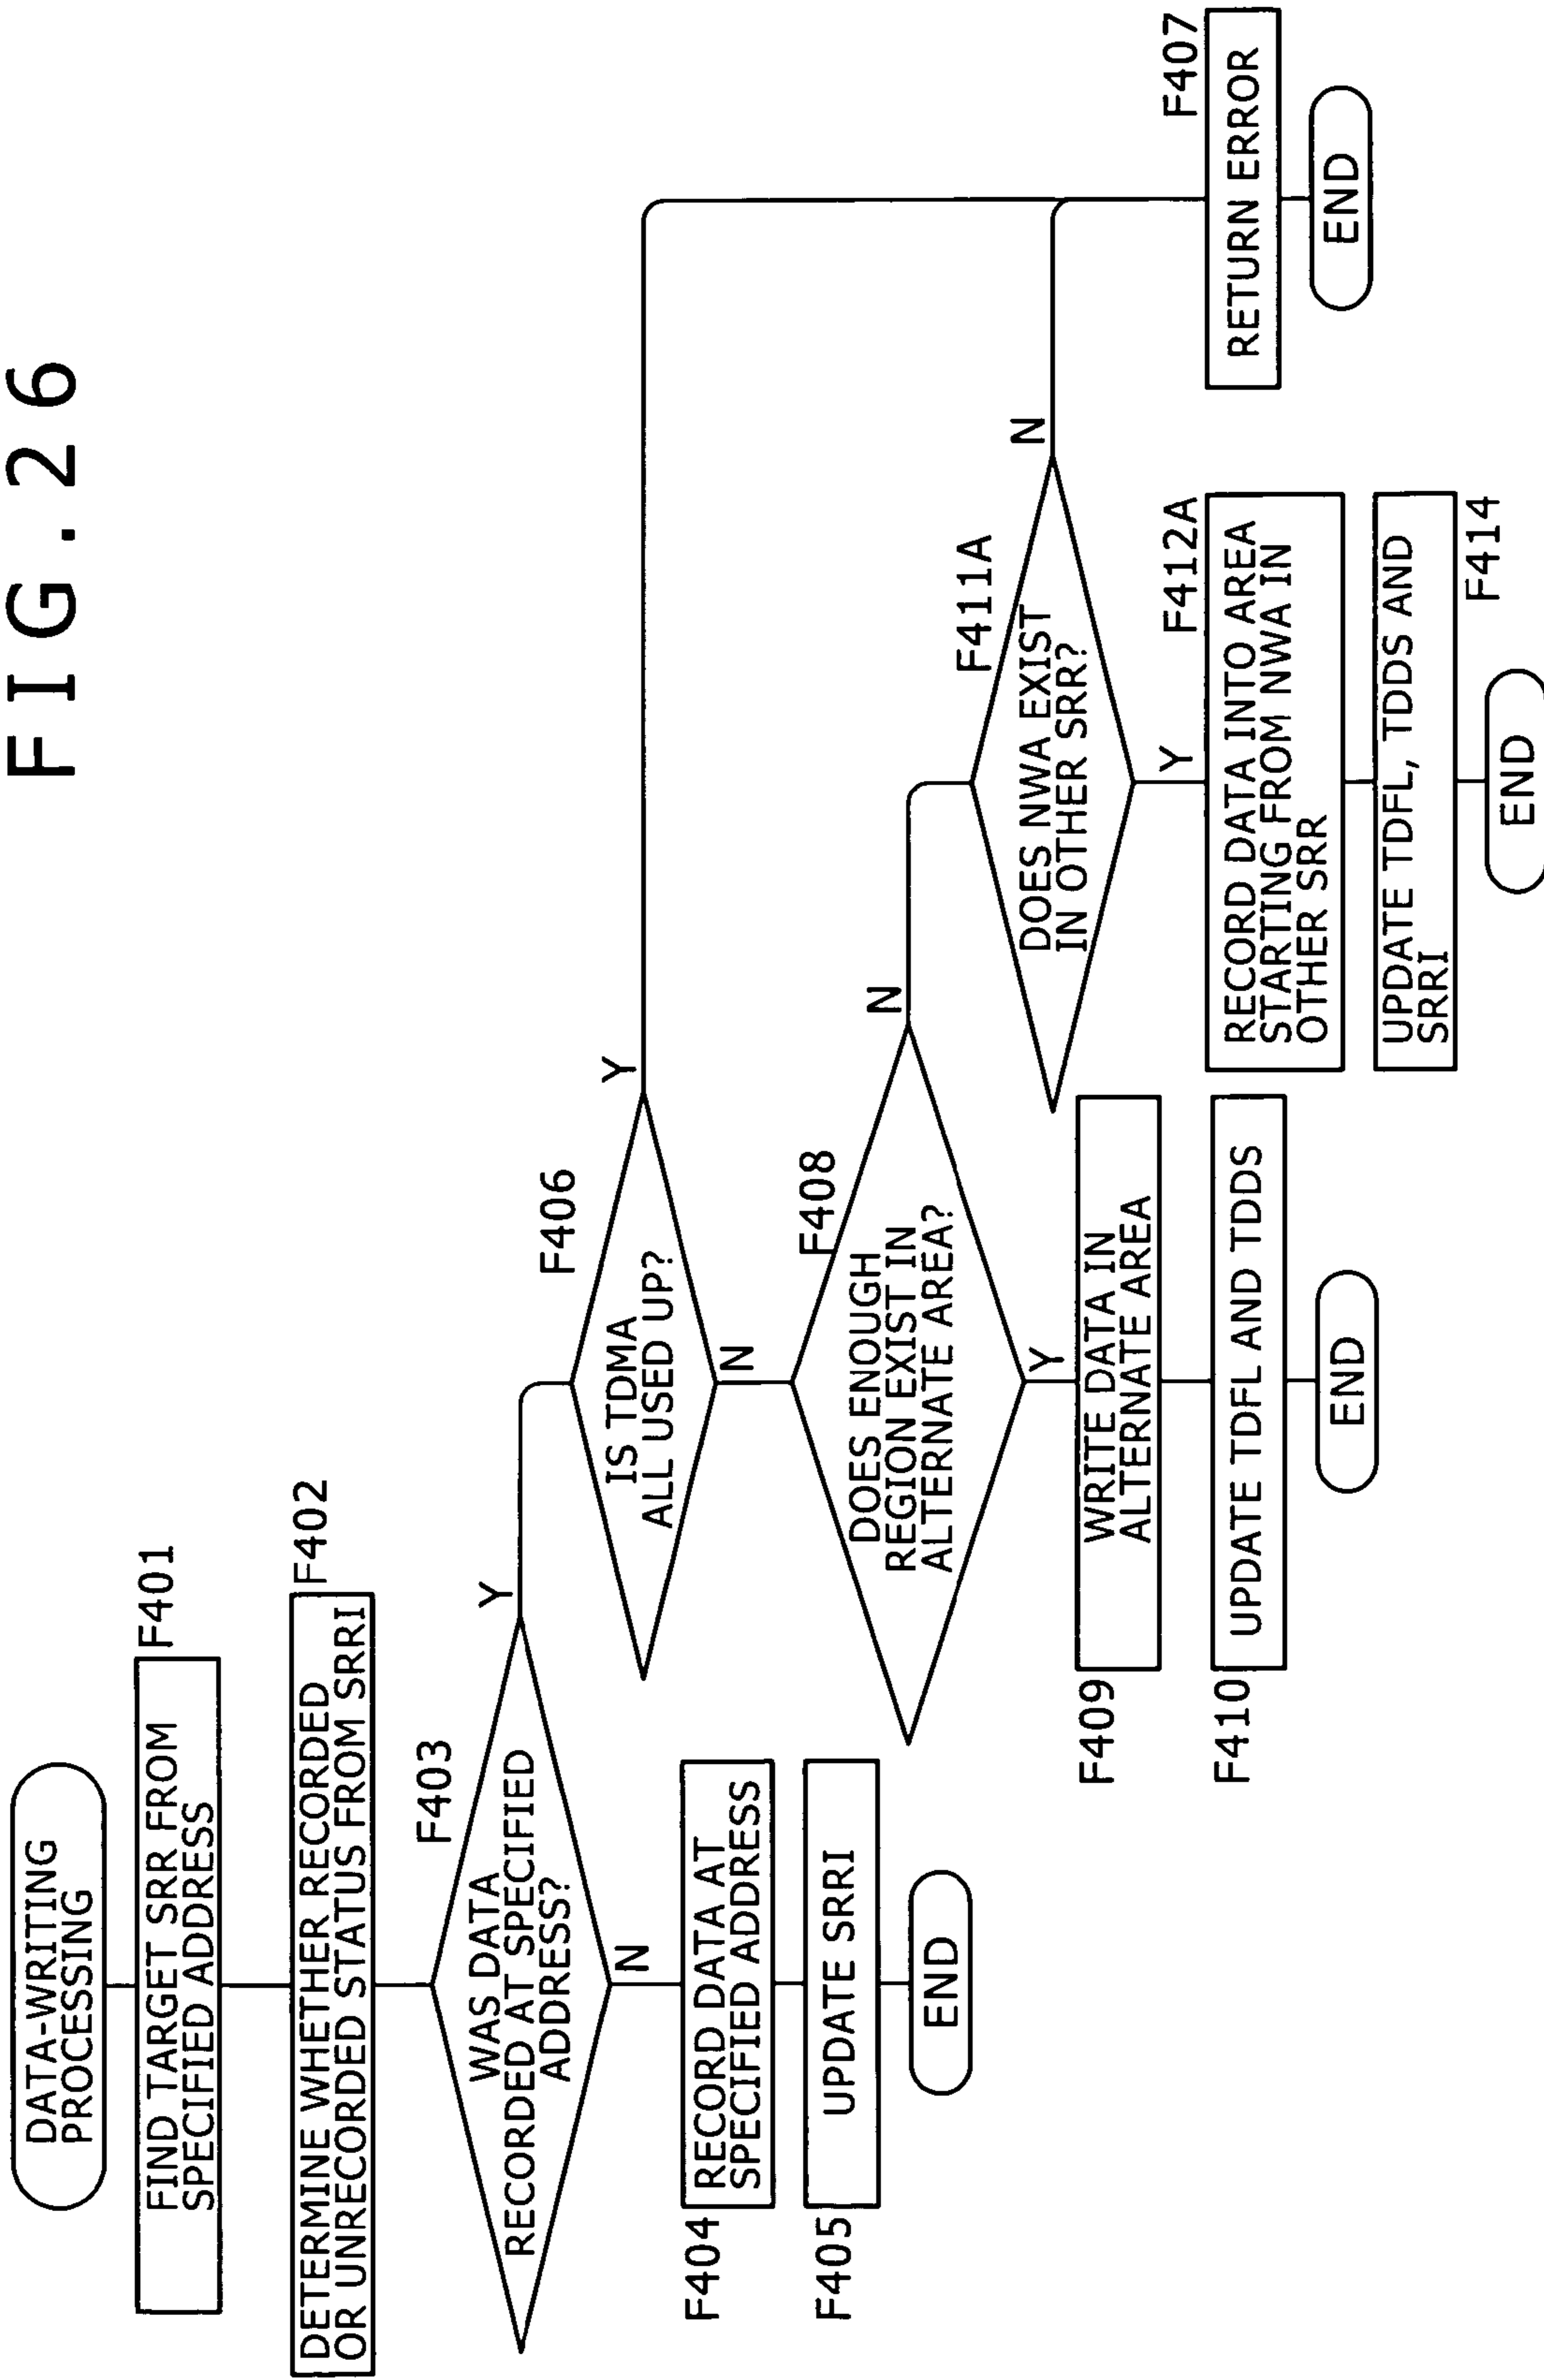 FIG. 26
DATA-WRITING
PROCESSING
FIND TARGET SRR FROM
SPECIFIED ADDRESS
F401
DETERMINE WHETHER RECORDED
OR UNRECORDED STATUS FROM SRRI
F402
F403
WAS DATA
RECORDED AT SPECIFIED
ADDRESS?
Y
N
F404
RECORD DATA AT
SPECIFIED ADDRESS
F405
UPDATE SRRI
END
F406
IS TDMA
ALL USED UP?
Y
N
F408
DOES ENOUGH
REGION EXIST IN
ALTERNATE AREA?
N
Y
F409
WRITE DATA IN
ALTERNATE AREA
F410
UPDATE TDFL AND TDDS
END
F411A
DOES NWA EXIST
IN OTHER SRR?
N
Y
F412A
RECORD DATA INTO AREA
STARTING FROM NWA IN
OTHER SRR
UPDATE TDFL, TDDS AND
SRRI
F414
END
F407
RETURN ERROR
END